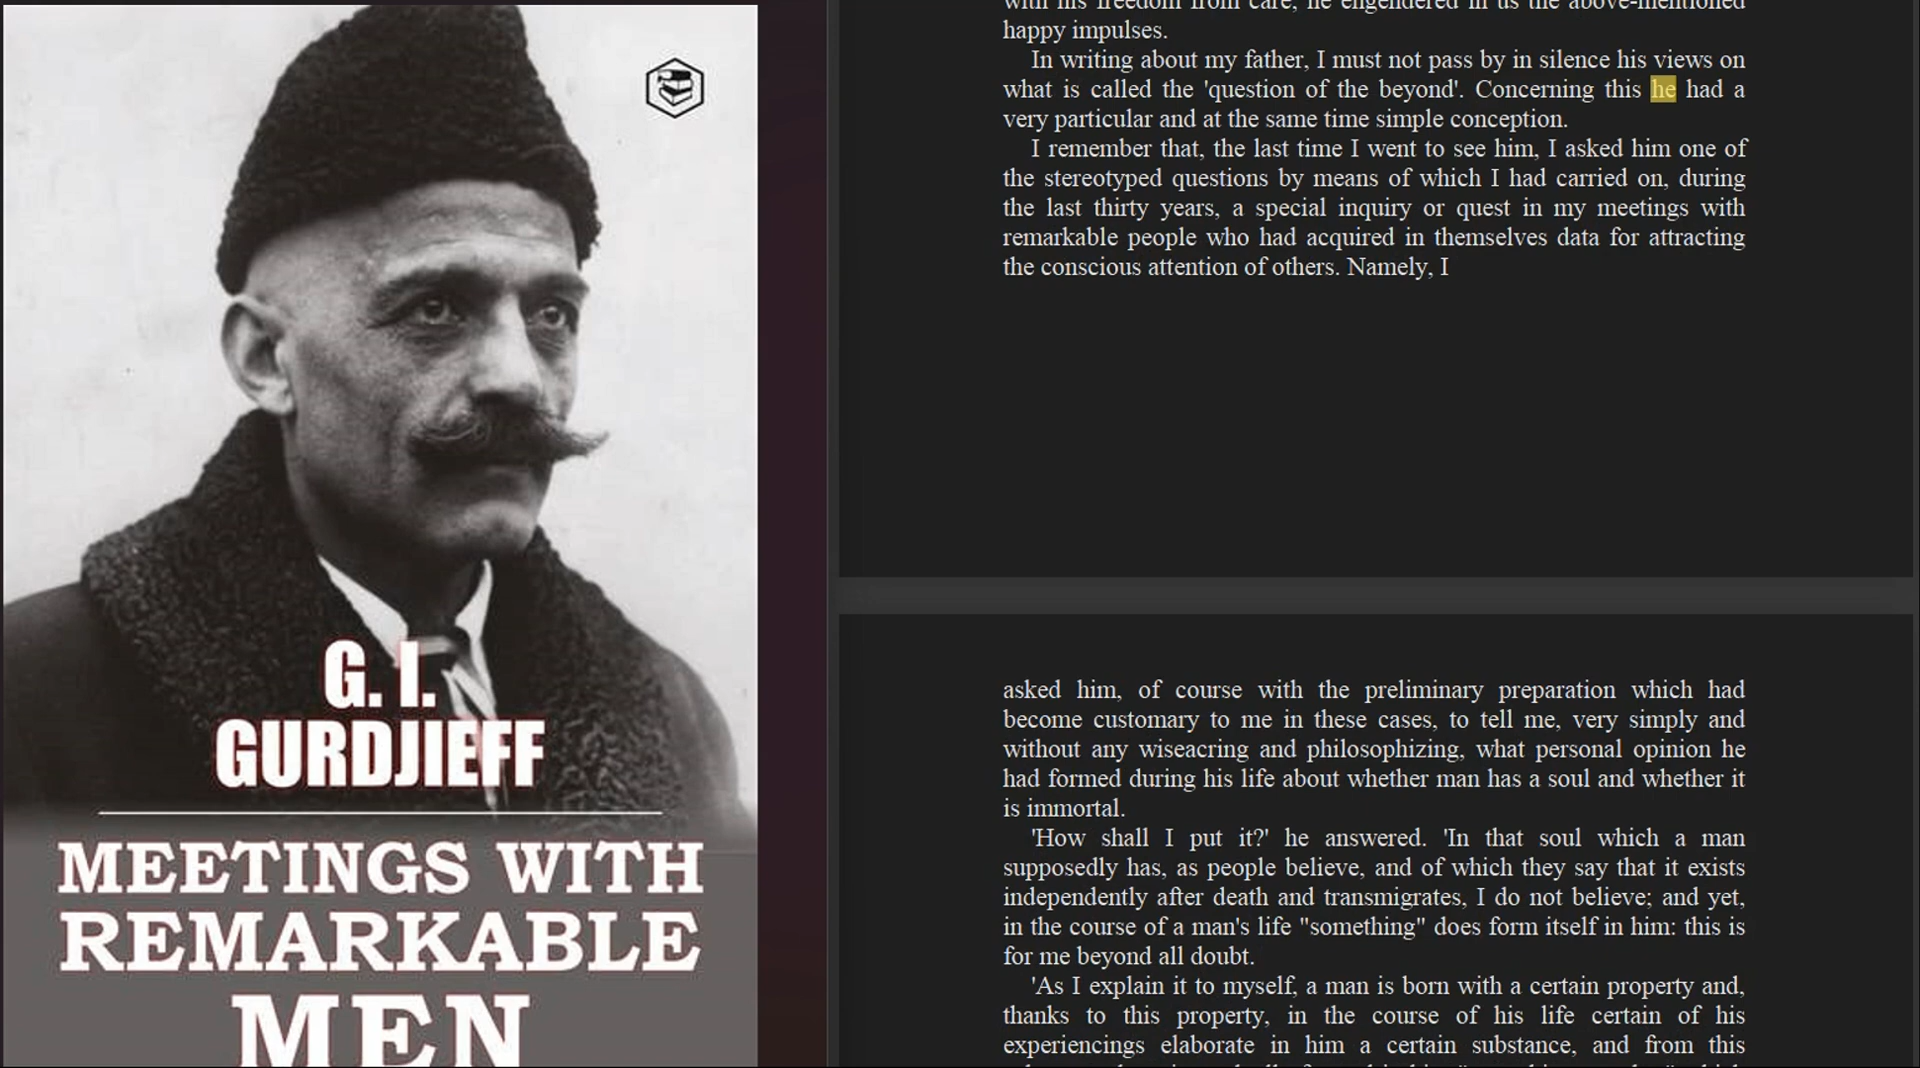 G. I.
GURDJIEFF
MEETINGS WITH
REMARKABLE
MEN
with his freedom from care, he engendered in us the above-mentioned
happy impulses.
In writing about my father, I must not pass by in silence his views on
what is called the 'question of the beyond'. Concerning this he had a
very particular and at the same time simple conception.
I remember that, the last time I went to see him, I asked him one of
the stereotyped questions by means of which I had carried on, during
the last thirty years, a special inquiry or quest in my meetings with
remarkable people who had acquired in themselves data for attracting
the conscious attention of others. Namely, I
asked him, of course with the preliminary preparation which had
become customary to me in these cases, to tell me, very simply and
without any wiseacring and philosophizing, what personal opinion he
had formed during his life about whether man has a soul and whether it
is immortal.
'How shall I put it?' he answered. 'In that soul which a man
supposedly has, as people believe, and of which they say that it exists
independently after death and transmigrates, I do not believe; and yet,
in the course of a man's life "something" does form itself in him: this is
for me beyond all doubt.
'As I explain it to myself, a man is born with a certain property and,
thanks to this property, in the course of his life certain of his
experiencings elaborate in him a certain substance, and from this